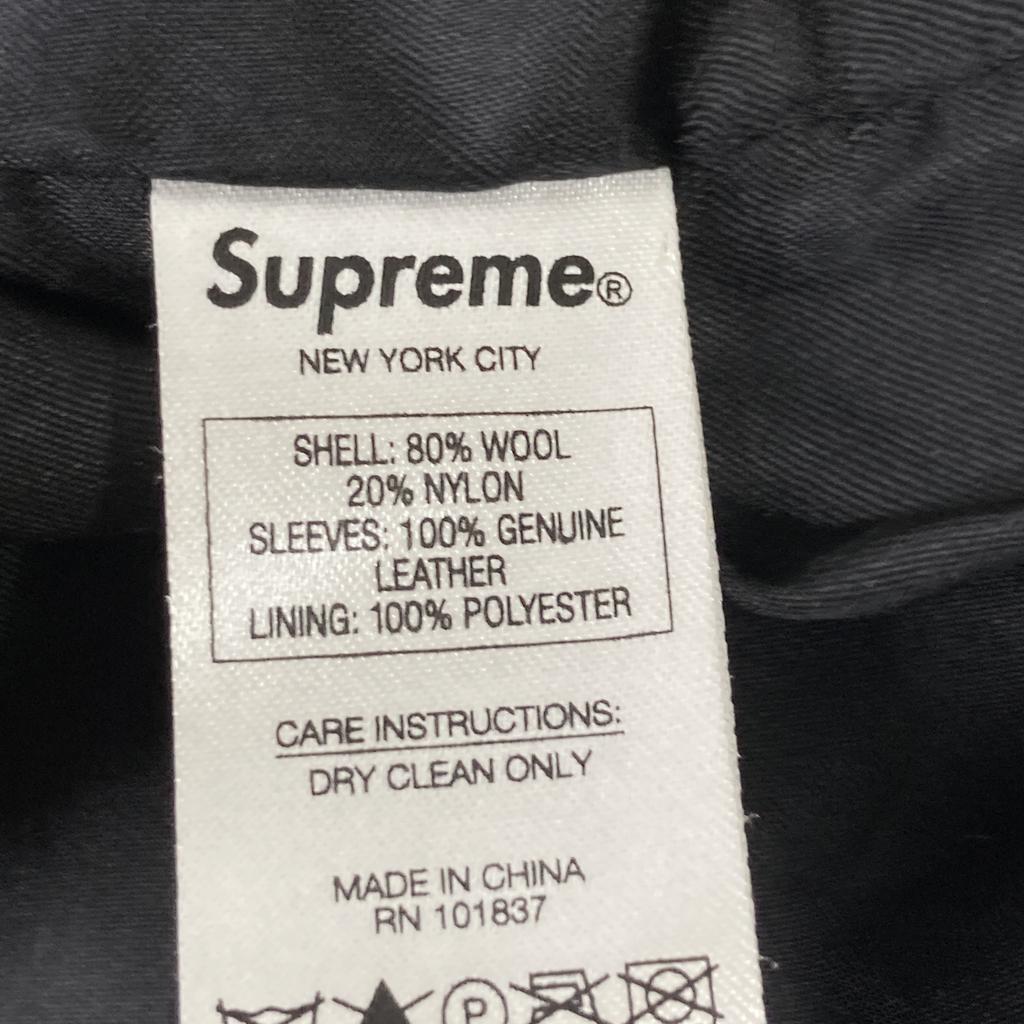 Supreme®
NEW YORK CITY
SHELL: 80% WOOL
20% NYLON
SLEEVES: 100% GENUINE
LEATHER
LINING: 100% POLYESTER
CARE INSTRUCTIONS:
DRY CLEAN ONLY
MADE IN CHINA
RN 101837
P